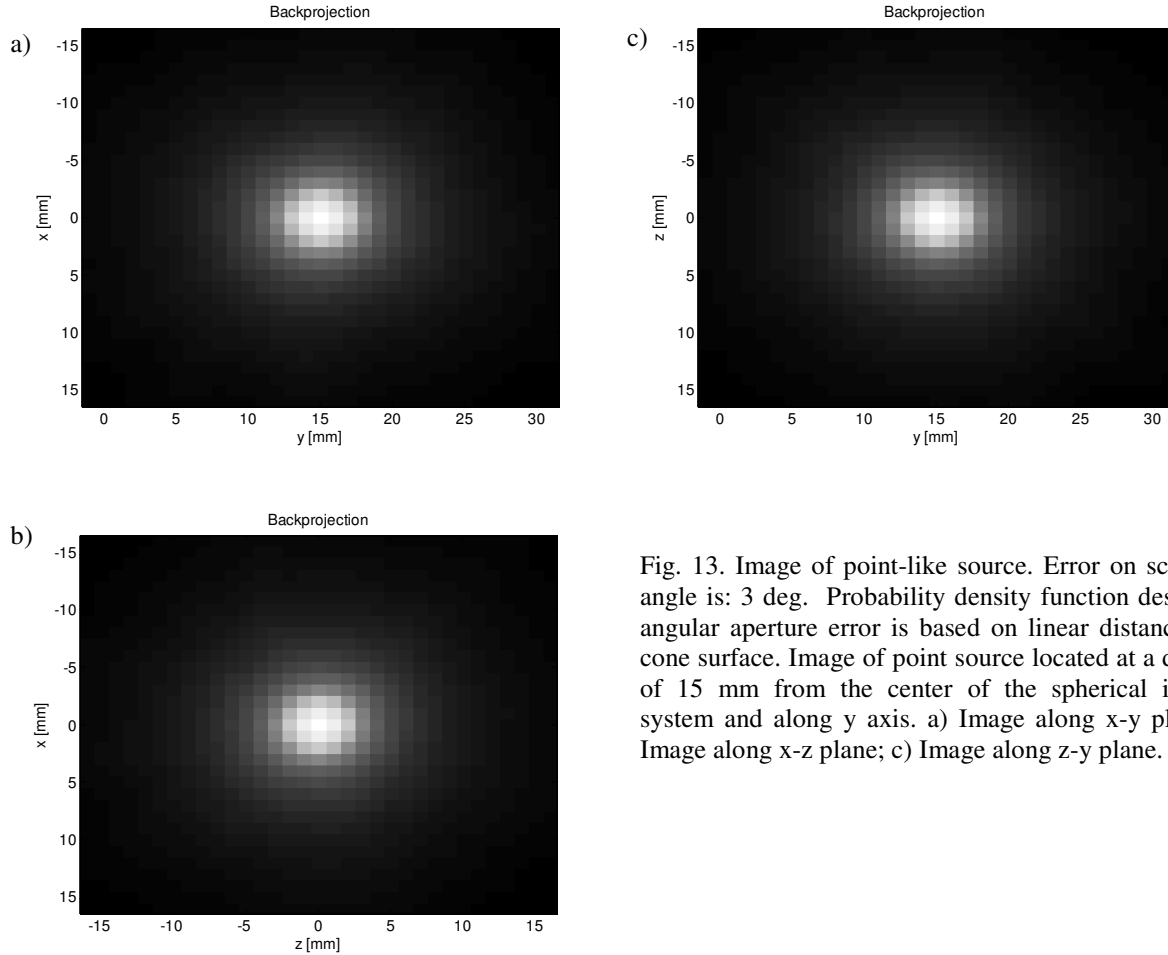 a)
Backprojection
-15
-10
-5
0
5
10
15
x [mm]
0 5 10 15 20 25 30
y [mm]
c)
Backprojection
-15
-10
-5
0
5
10
15
z [mm]
0 5 10 15 20 25 30
y [mm]
b)
Backprojection
-15
-10
-5
0
5
10
15
x [mm]
-15 -10 -5 0 5 10 15
z [mm]
Fig. 13. Image of point-like source. Error on
angle is: 3 deg. Probability density function
angular aperture error is based on linear
cone surface. Image of point source located at a
of 15 mm from the center of the spherical
system and along y axis. a) Image along x-y
Image along x-z plane; c) Image along z-y plane.